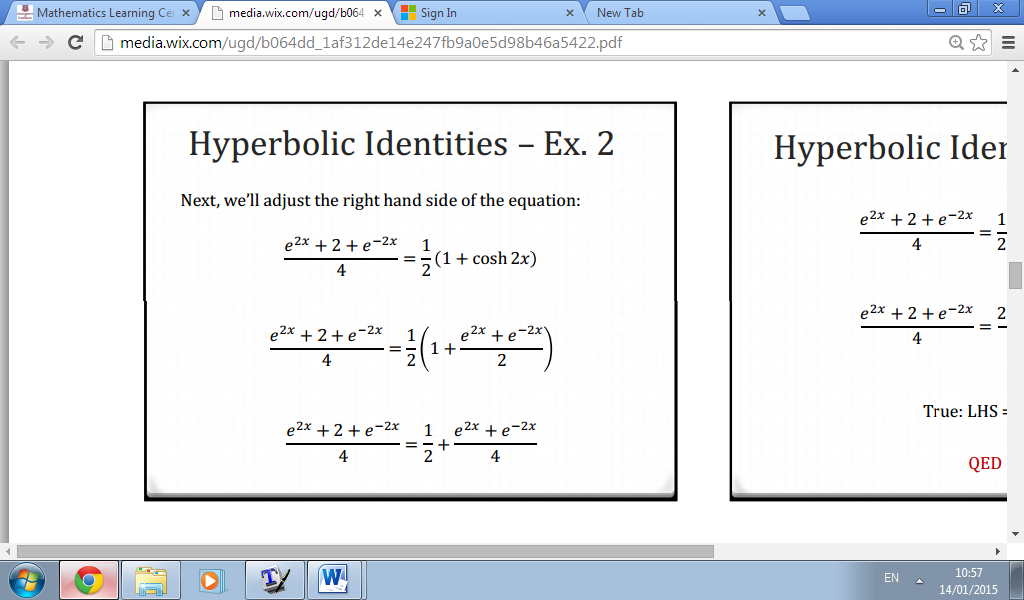 Mathematics Learning Ce
media.wix.com/ugd/b064
Sign In
New Tab
media.wix.com/ugd/b064dd_1af312de14e247fb9a0e5d98b46a5422.pdf
Hyperbolic Identities – Ex. 2
Next, we'll adjust the right hand side of the equation:
(e^{2x} + 2 + e^{−2x})/4 = 1/2 (1 + cosh 2x)
(e^{2x} + 2 + e^{−2x})/4 = 1/2 (1 + (e^{2x} + e^{−2x})/2)
(e^{2x} + 2 + e^{−2x})/4 = 1/2 + (e^{2x} + e^{−2x})/4
Hyperbolic Iden
(e^{2x} + 2 + e^{−2x})/4 = 1/2
(e^{2x} + 2 + e^{−2x})/4 = 2
True: LHS =
QED
EN
10:57
14/01/2015